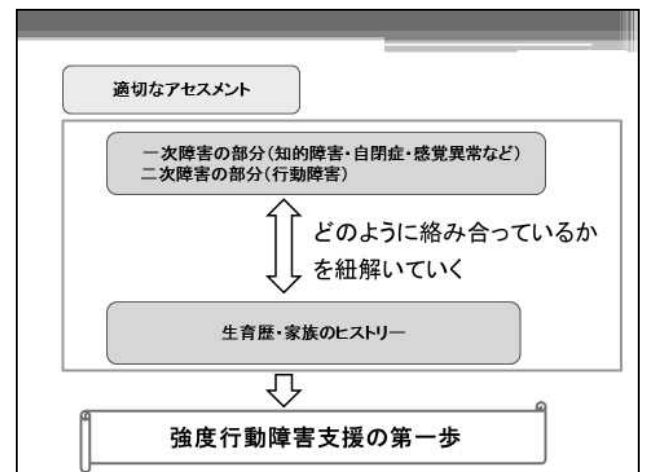 適切なアセスメント
一次障害の部分(知的障害・自閉症・感覚異常など)
二次障害の部分(行動障害)
どのように絡み合っているか
を紐解いていく
生育歴・家族のヒストリー
強度行動障害支援の第一歩